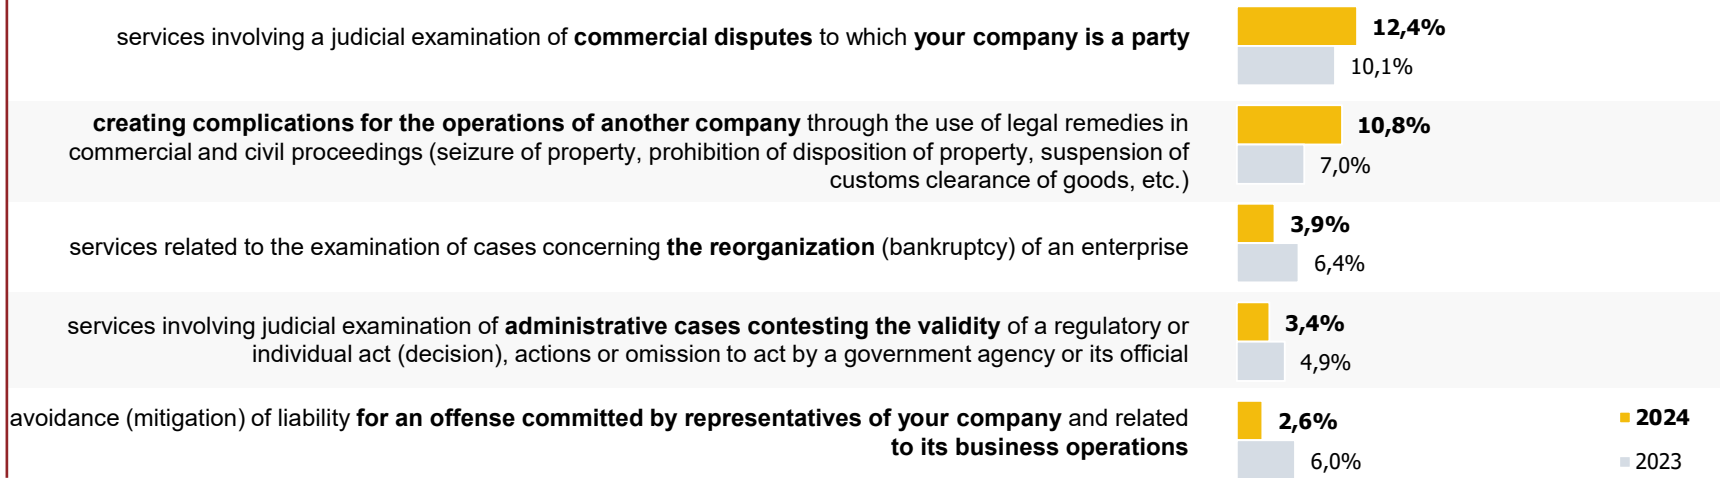 services involving a judicial examination of commercial disputes to which your company is a party
12,4%
10,1%
creating complications for the operations of another company through the use of legal remedies in
commercial and civil proceedings (seizure of property, prohibition of disposition of property, suspension of
customs clearance of goods, etc.)
10,8%
7,0%
services related to the examination of cases concerning the reorganization (bankruptcy) of an enterprise
3,9%
6,4%
services involving judicial examination of administrative cases contesting the validity of a regulatory or
individual act (decision), actions or omission to act by a government agency or its official
3,4%
4,9%
avoidance (mitigation) of liability for an offense committed by representatives of your company and related
to its business operations
2,6%
6,0%
2024
2023